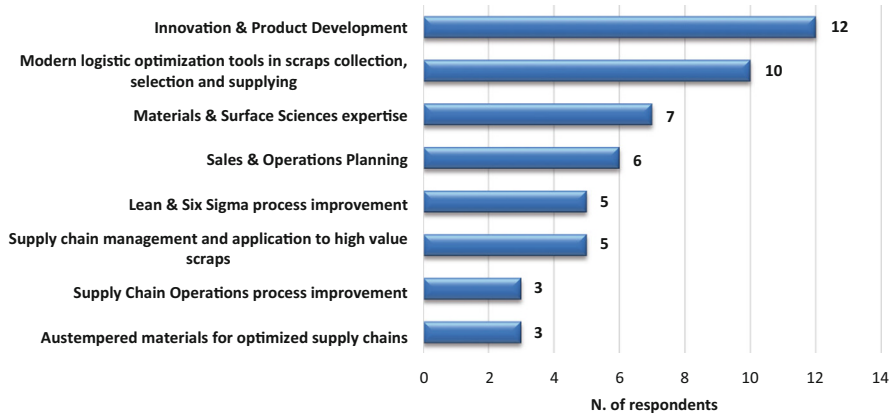 Innovation & Product Development
12
Modern logistic optimization tools in scraps collection,
selection and supplying
10
Materials & Surface Sciences expertise
7
Sales & Operations Planning
6
Lean & Six Sigma process improvement
5
Supply chain management and application to high value
scraps
5
Supply Chain Operations process improvement
3
Austempered materials for optimized supply chains
3
0 2 4 6 8 10 12 14
N. of respondents